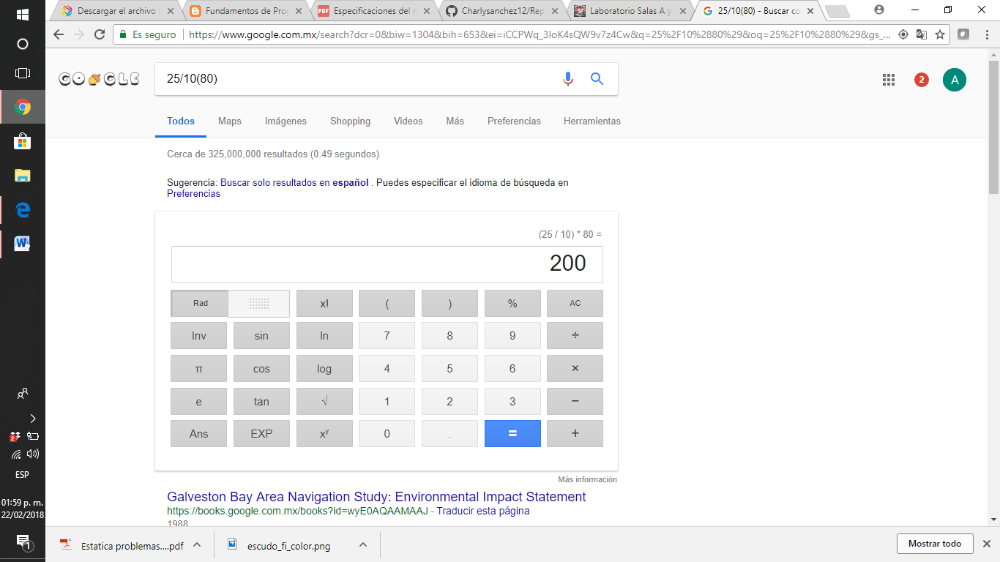 Descargar el archivo
Fundamentos de Prog
PDF Especificaciones del r
Charlysanchez12/Rep
Laboratorio Salas A y
G 25/10(80) - Buscar co
Es seguro https://www.google.com.mx/search?dcr=0&biw=1304&bih=653&ei=iCCPWq_3IoK4sQW9v7z4Cw&q=25%2F10%2880%29&oq=25%2F10%2880%29&gs_...
GOOGLE
25/10(80)
2
A
Todos Maps Imágenes Shopping Videos Más Preferencias Herramientas
Cerca de 325,000,000 resultados (0.49 segundos)
Sugerencia: Buscar solo resultados en español . Puedes especificar el idioma de búsqueda en
Preferencias
(25 / 10) * 80 =
200
Rad x! ( ) % AC
Inv sin ln 7 8 9 ÷
π cos log 4 5 6 ×
e tan √ 1 2 3 −
Ans EXP xʸ 0 . = +
Más información
Galveston Bay Area Navigation Study: Environmental Impact Statement
https://books.google.com.mx/books?id=wyE0AQAAMAAJ - Traducir esta página
1988
W
2
ESP
01:59 p. m.
22/02/2018
1
Estatica problemas....pdf
escudo_fi_color.png
Mostrar todo